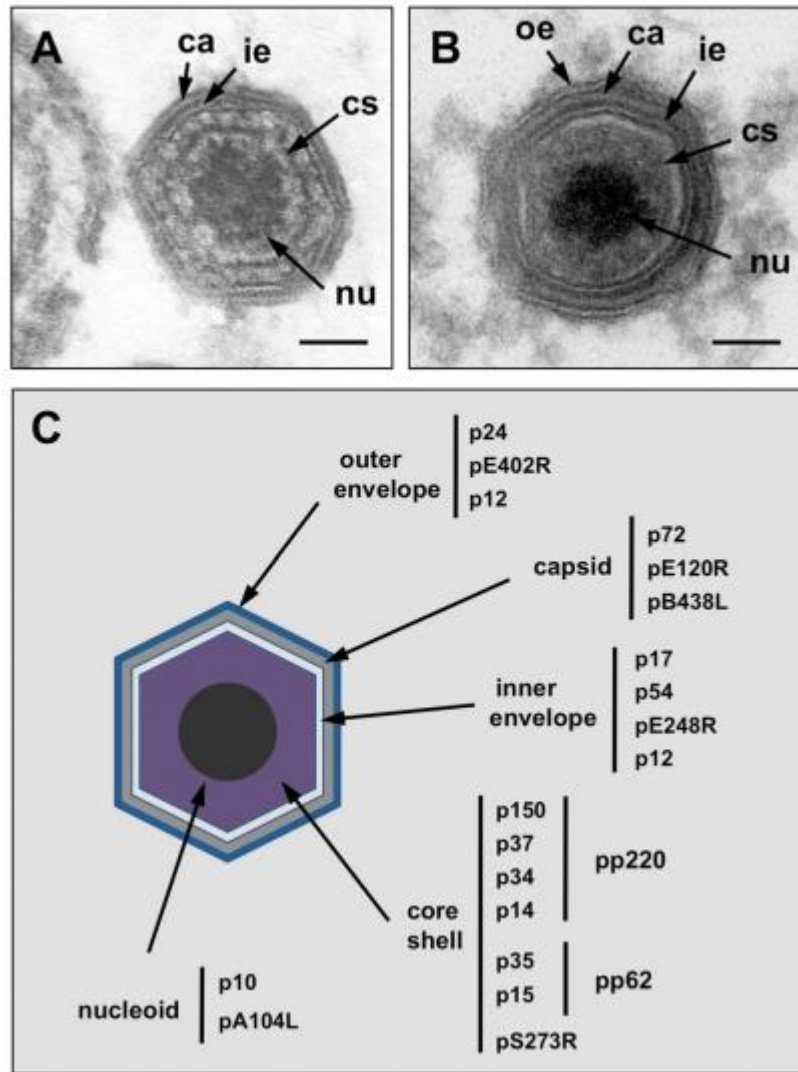 A
ca
ie
cs
nu
B
oe
ca
ie
cs
nu
C
outer
envelope
p24
pE402R
p12
capsid
p72
pE120R
pB438L
inner
envelope
p17
p54
pE248R
p12
core
shell
p150
p37
p34
p14
pp220
p35
p15
pp62
pS273R
nucleoid
p10
pA104L